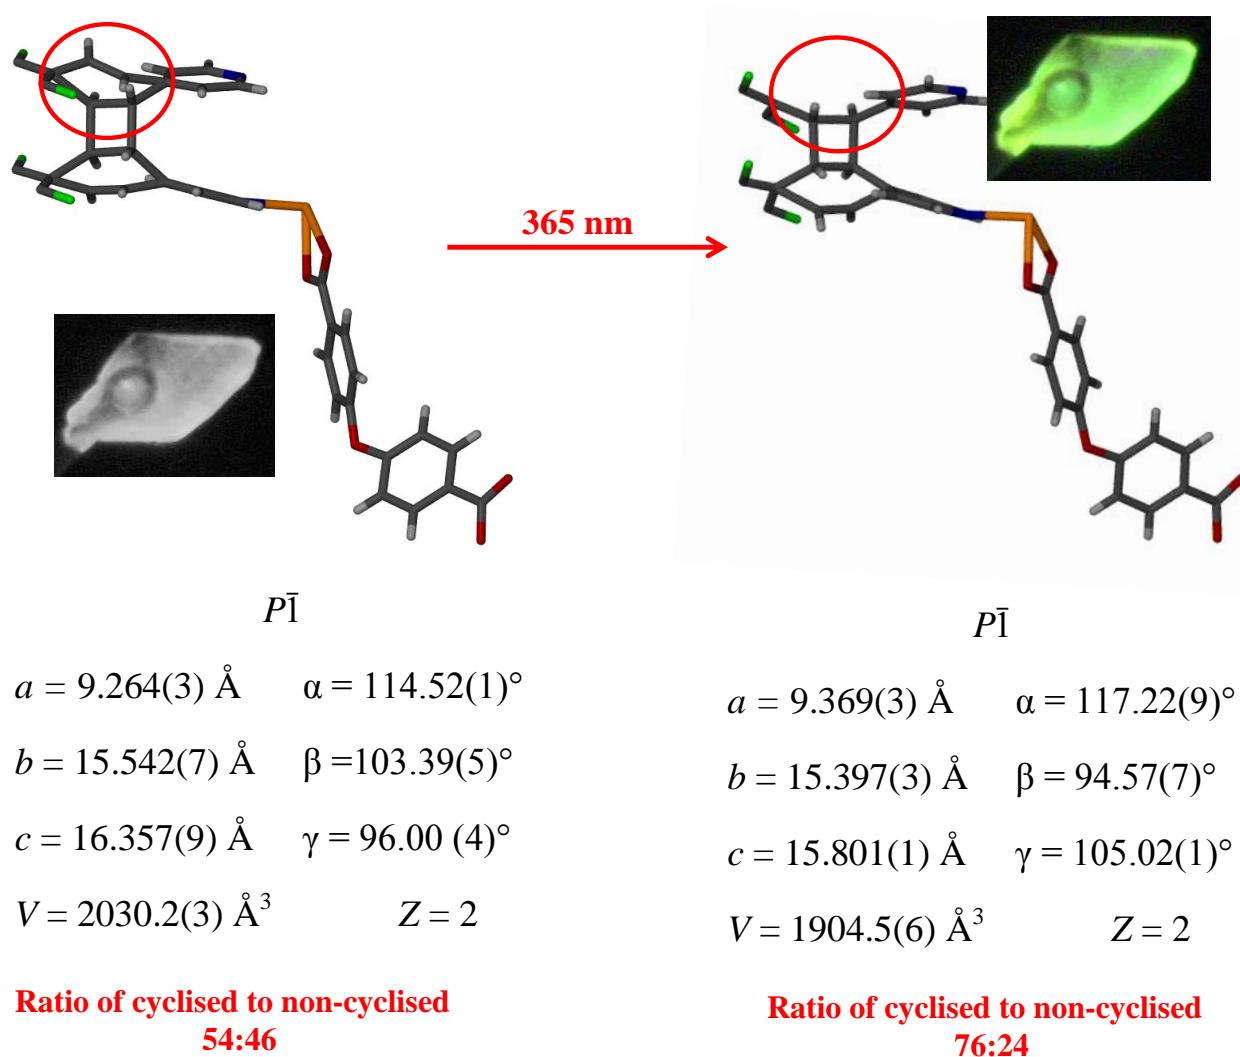 365 nm
P1̄
a = 9.264(3) Å α = 114.52(1)°
b = 15.542(7) Å β =103.39(5)°
c = 16.357(9) Å γ = 96.00 (4)°
V = 2030.2(3) Å³ Z = 2
Ratio of cyclised to non-cyclised
54:46
P1̄
a = 9.369(3) Å α = 117.22(9)°
b = 15.397(3) Å β = 94.57(7)°
c = 15.801(1) Å γ = 105.02(1)°
V = 1904.5(6) Å³ Z = 2
Ratio of cyclised to non-cyclised
76:24